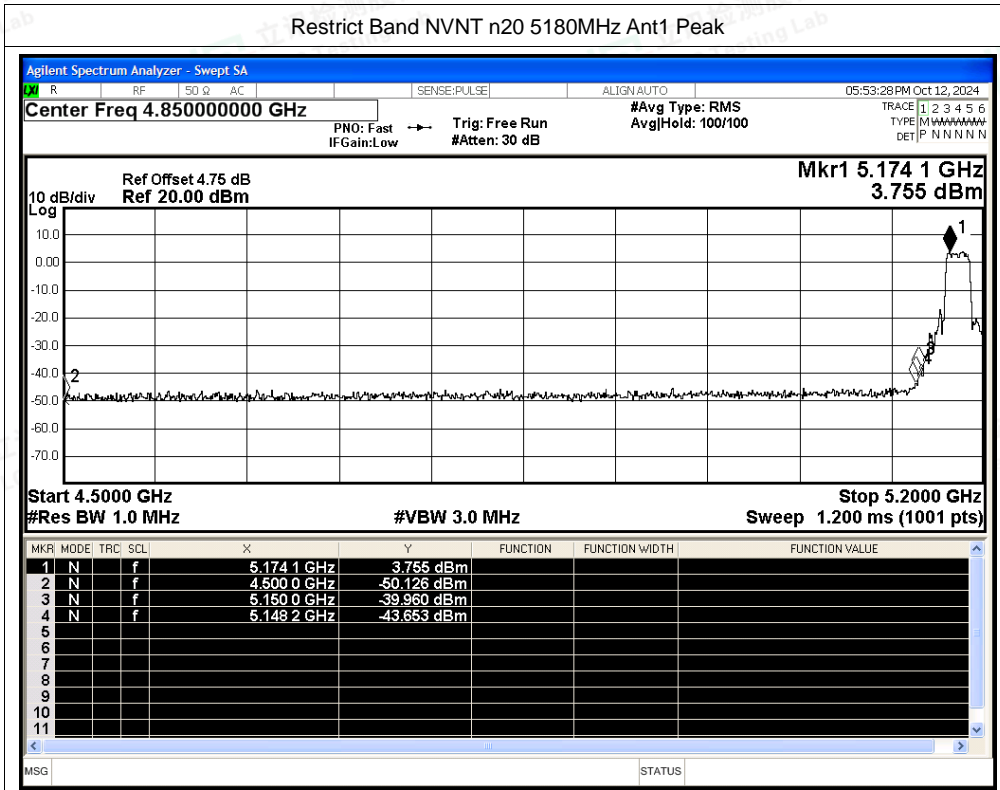 Restrict Band NVNT n20 5180MHz Ant1 Peak
Agilent Spectrum Analyzer - Swept SA
LXI R RF 50 Ω AC SENSE:PULSE ALIGN AUTO 05:53:28 PM Oct 12, 2024
Center Freq 4.850000000 GHz #Avg Type: RMS TRACE 1 2 3 4 5 6
PNO: Fast Trig: Free Run Avg|Hold: 100/100 TYPE M WWWWW
IFGain:Low #Atten: 30 dB DET P N N N N N
Mkr1 5.174 1 GHz
Ref Offset 4.75 dB
10 dB/div Ref 20.00 dBm 3.755 dBm
Log
10.0
1
0.00
-10.0
-20.0
-30.0
3
4
-40.0
2
-50.0
-60.0
-70.0
Start 4.5000 GHz Stop 5.2000 GHz
#Res BW 1.0 MHz #VBW 3.0 MHz Sweep 1.200 ms (1001 pts)
MKR MODE TRC SCL X Y FUNCTION FUNCTION WIDTH FUNCTION VALUE
1 N f 5.174 1 GHz 3.755 dBm
2 N f 4.500 0 GHz -50.126 dBm
3 N f 5.150 0 GHz -39.960 dBm
4 N f 5.148 2 GHz -43.653 dBm
5
6
7
8
9
10
11
MSG STATUS